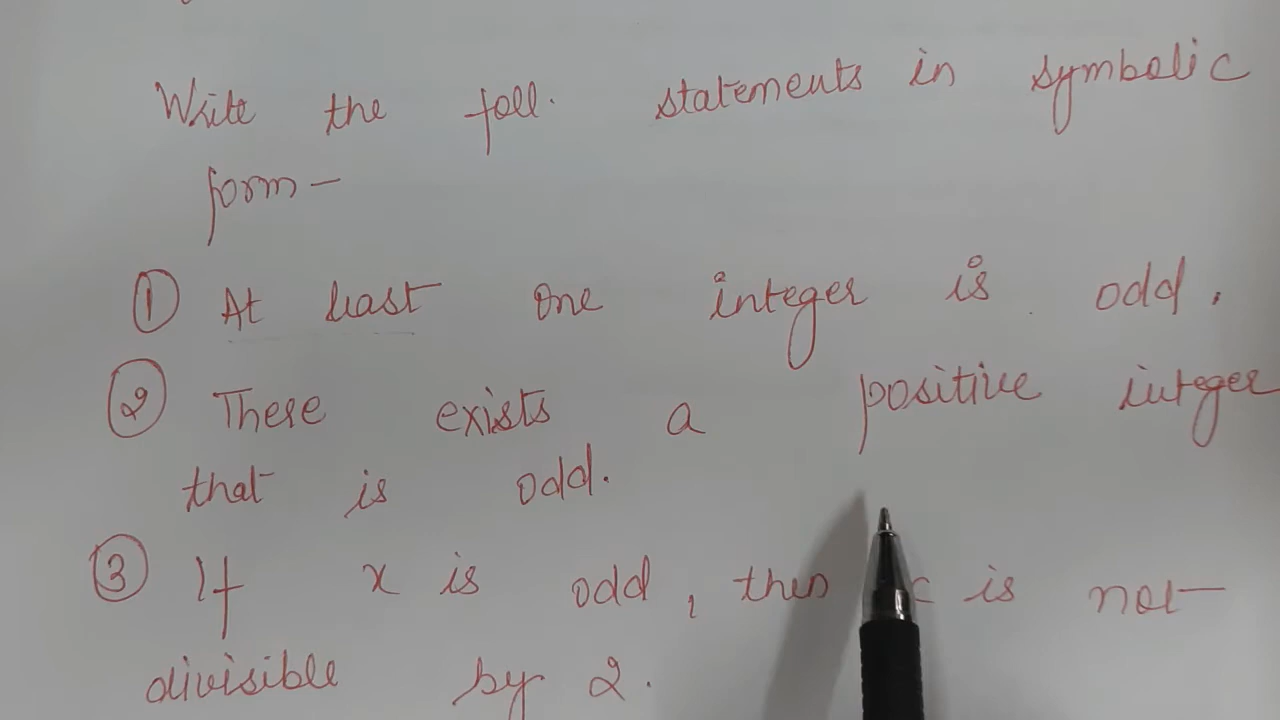 Write the foll. statements in symbolic
form -
① At least one integer is odd.
② There exists a positive integer
that is odd.
③ If x is odd, then is not
divisible by 2.